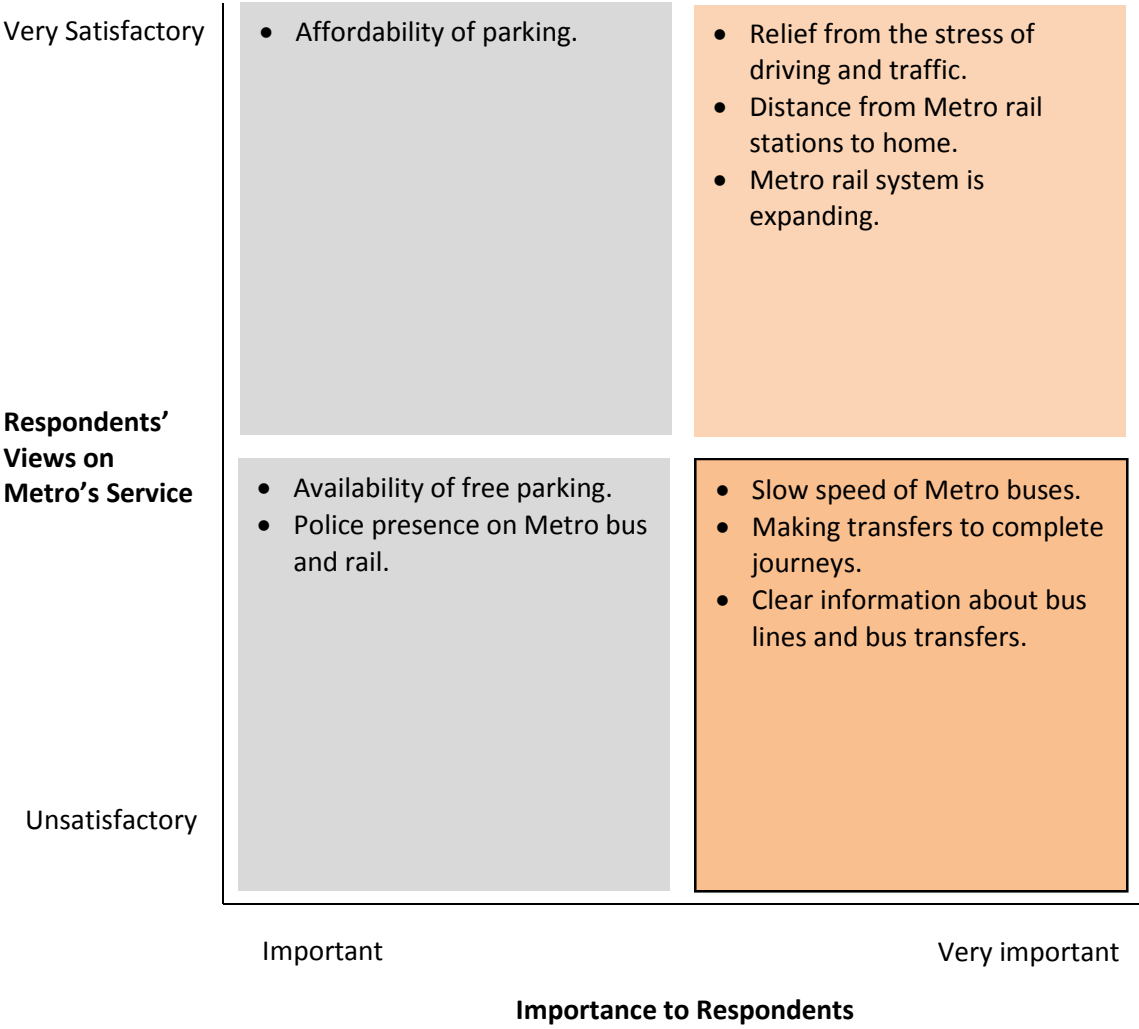 Very Satisfactory
• Affordability of parking.
• Relief from the stress of
driving and traffic.
• Distance from Metro rail
stations to home.
• Metro rail system is
expanding.
Respondents’
Views on
Metro’s Service
• Availability of free parking.
• Police presence on Metro bus
and rail.
• Slow speed of Metro buses.
• Making transfers to complete
journeys.
• Clear information about bus
lines and bus transfers.
Unsatisfactory
Important
Very important
Importance to Respondents